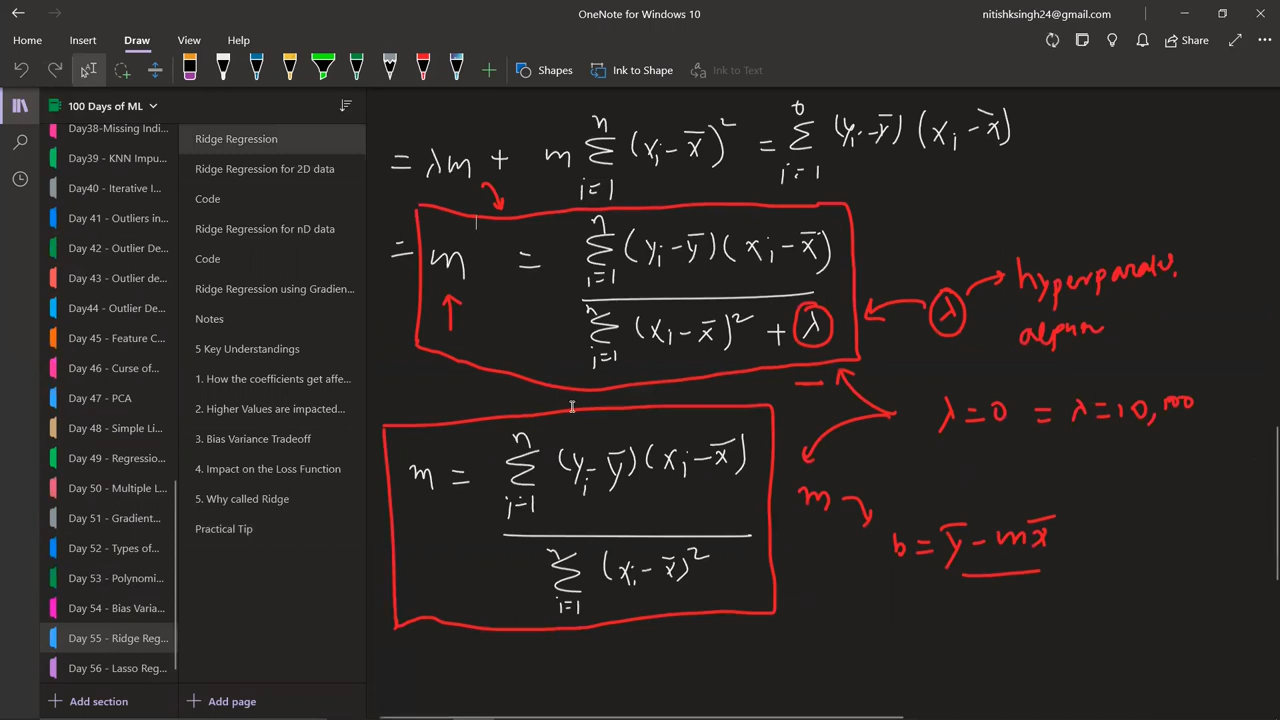 OneNote for Windows 10
nitishksingh24@gmail.com
Home Insert Draw View Help
Share
Shapes Ink to Shape Ink to Text
100 Days of ML
Day38-Missing Indi...
Day39 - KNN Impu...
Day40 - Iterative I...
Day 41 - Outliers in...
Day 42 - Outlier De...
Day 43 - Outlier de...
Day44 - Outlier Det...
Day 45 - Feature C...
Day 46 - Curse of...
Day 47 - PCA
Day 48 - Simple Li...
Day 49 - Regressio...
Day 50 - Multiple L...
Day 51 - Gradient...
Day 52 - Types of...
Day 53 - Polynomi...
Day 54 - Bias Varia...
Day 55 - Ridge Reg...
Day 56 - Lasso Reg...
Add section
Ridge Regression
Ridge Regression for 2D data
Code
Ridge Regression for nD data
Code
Ridge Regression using Gradien...
Notes
5 Key Understandings
1. How the coefficients get affe...
2. Higher Values are impacted...
3. Bias Variance Tradeoff
4. Impact on the Loss Function
5. Why called Ridge
Practical Tip
Add page
= λm + m Σ i=1 n (xi - x̄)² = Σ i=1 (yi - ȳ)(xi - x̄)
= m = Σ i=1 n (yi - ȳ)(xi - x̄)
Σ i=1 n (xi - x̄)² + λ
λ
alpha
λ=0 = λ=10,000
m = Σ i=1 n (yi - ȳ)(xi - x̄)
Σ i=1 n (xi - x̄)²
m
b = ȳ - mx̄